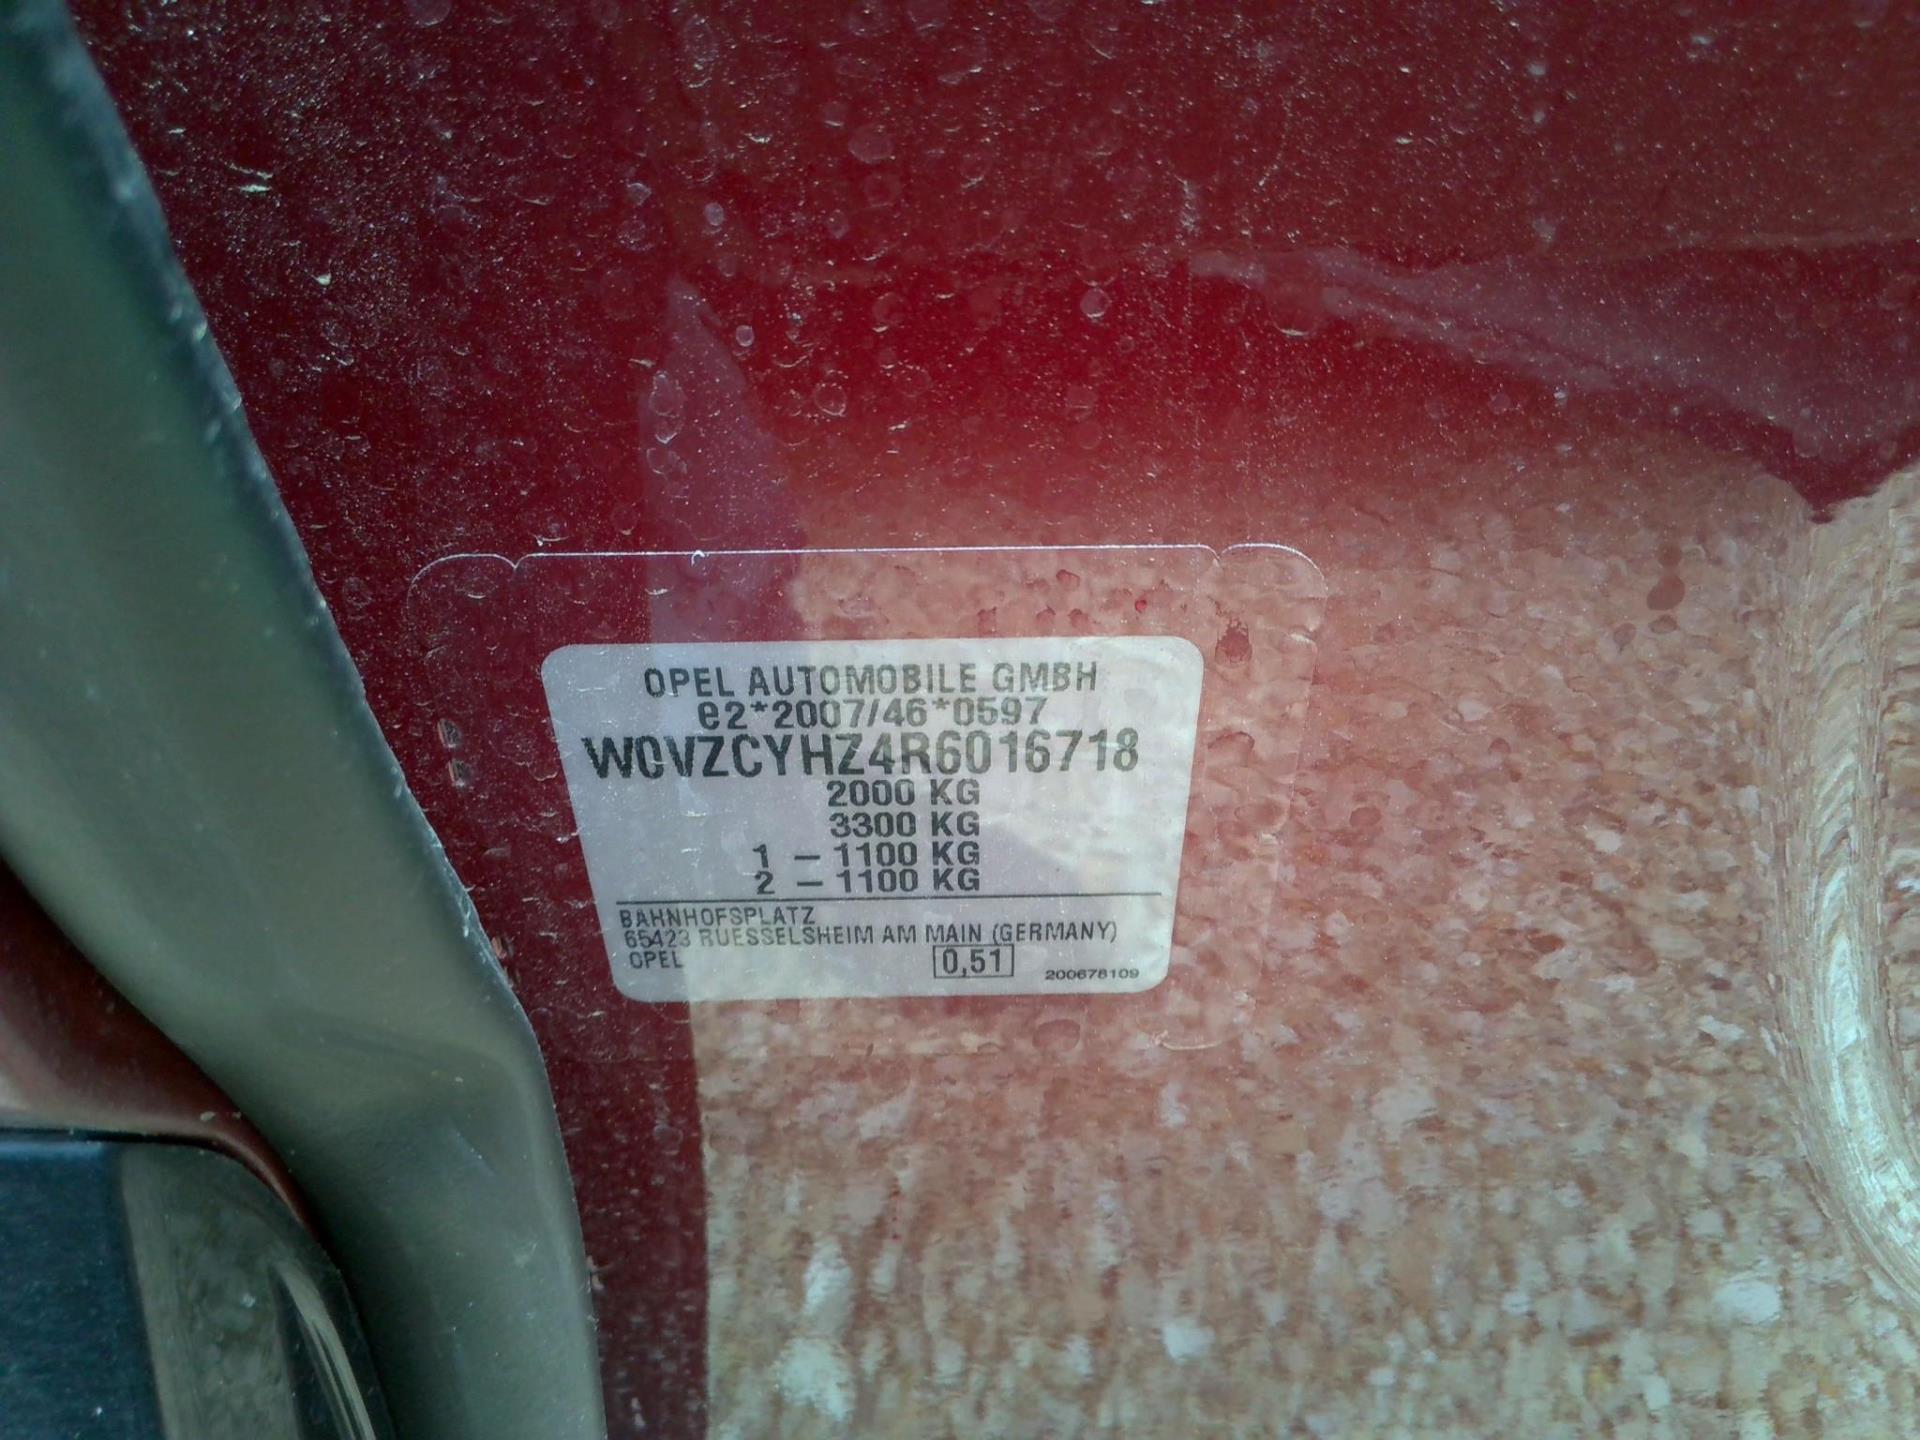 OPEL AUTOMOBILE GMBH
e2*2007/46*0597
W0VZCYHZ4R6016718
2000 KG
3300 KG
1 – 1100 KG
2 – 1100 KG
BAHNHOFSPLATZ
65423 RUESSELSHEIM AM MAIN (GERMANY)
OPEL 0,51 200678109